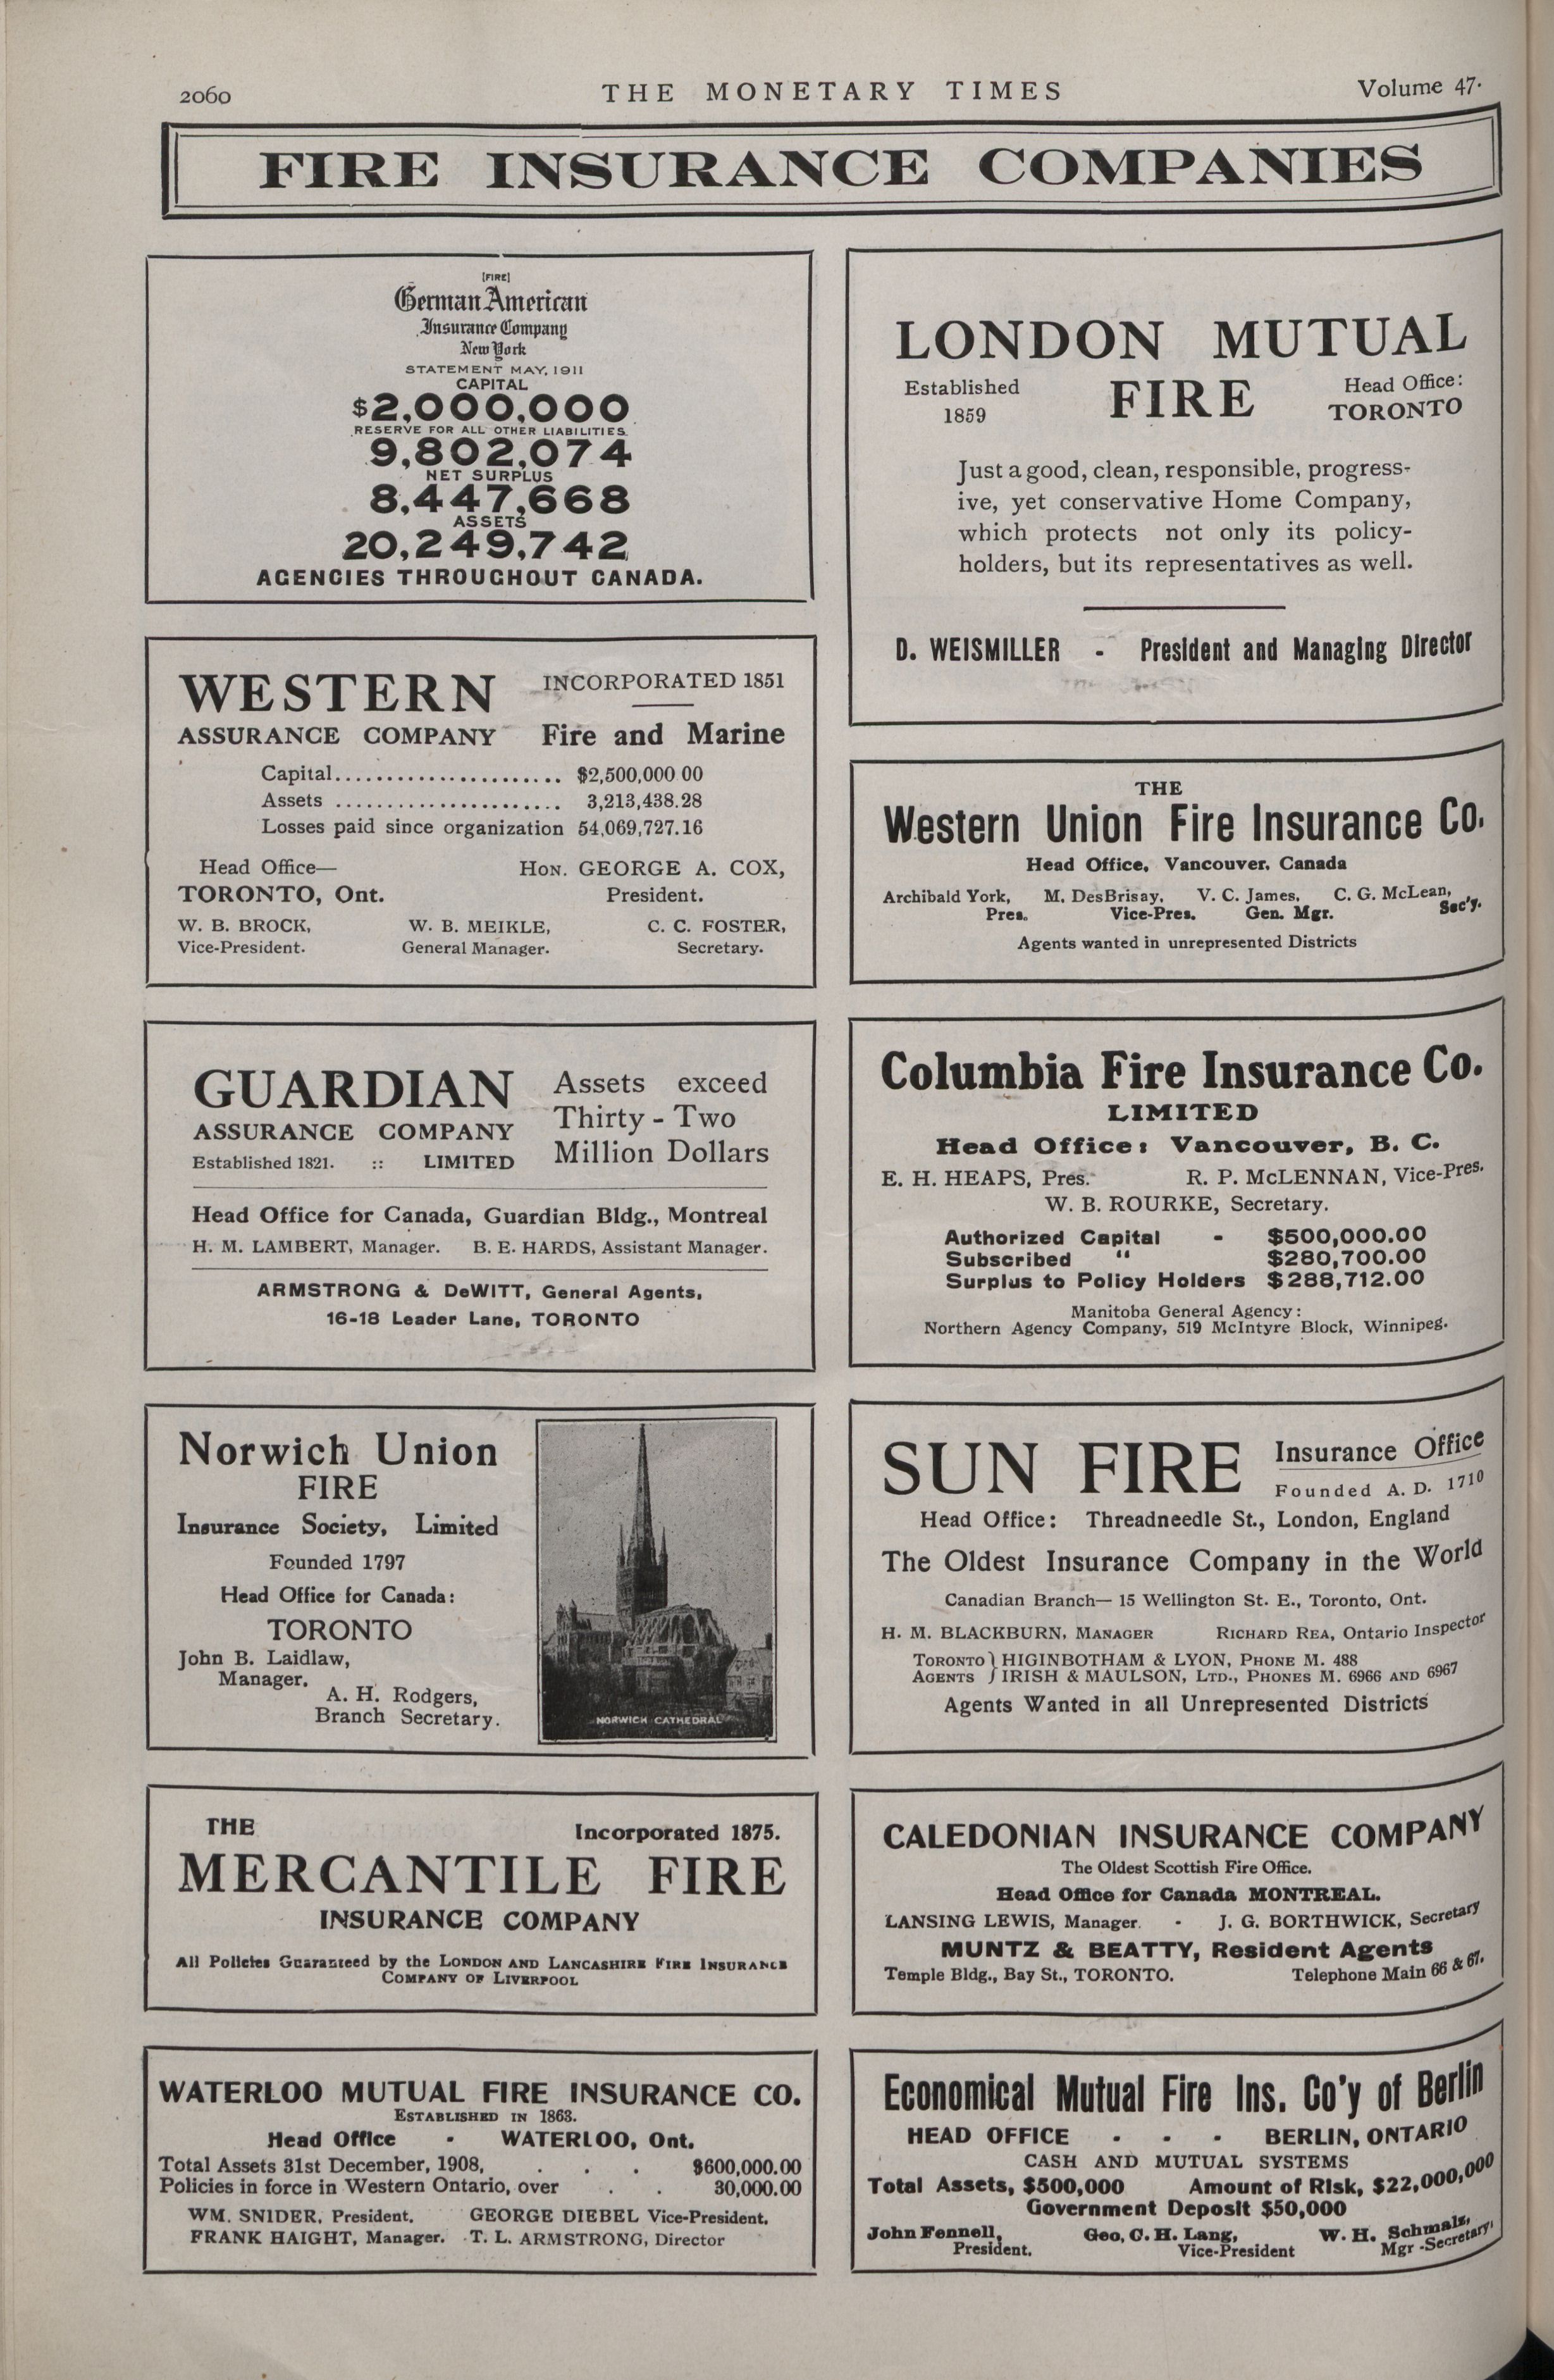 2060
THE MONETARY TIMES
Volume 47.
FIRE INSURANCE COMPANIES
[FIRE]
German American
Insurance Company
New York
STATEMENT MAY, 1911
CAPITAL
$2,000,000
RESERVE FOR ALL OTHER LIABILITIES
9,802,074
NET SURPLUS
8,447,668
ASSETS
20,249,742
AGENCIES THROUGHOUT CANADA.
WESTERN INCORPORATED 1851
ASSURANCE COMPANY Fire and Marine
Capital...................... $2,500,000 00
Assets ...................... 3,213,438.28
Losses paid since organization 54,069,727.16
Head Office— HON. GEORGE A. COX,
TORONTO, Ont. President.
W. B. BROCK, W. B. MEIKLE, C. C. FOSTER,
Vice-President. General Manager. Secretary.
GUARDIAN Assets exceed
ASSURANCE COMPANY Thirty - Two
Established 1821. :: LIMITED Million Dollars
Head Office for Canada, Guardian Bldg., Montreal
H. M. LAMBERT, Manager. B. E. HARDS, Assistant Manager.
ARMSTRONG & DeWITT, General Agents,
16-18 Leader Lane, TORONTO
Norwich Union
FIRE
Insurance Society, Limited
Founded 1797
Head Office for Canada:
TORONTO
John B. Laidlaw,
Manager.
A. H. Rodgers,
Branch Secretary.
NORWICH CATHEDRAL
THE Incorporated 1875.
MERCANTILE FIRE
INSURANCE COMPANY
All Policies Guaranteed by the LONDON AND LANCASHIRE FIRE INSURANCE
COMPANY OF LIVERPOOL
WATERLOO MUTUAL FIRE INSURANCE CO.
ESTABLISHED IN 1863.
Head Office - WATERLOO, Ont.
Total Assets 31st December, 1908, . . . $600,000.00
Policies in force in Western Ontario, over . . 30,000.00
WM. SNIDER, President, GEORGE DIEBEL Vice-President,
FRANK HAIGHT, Manager. T. L. ARMSTRONG, Director
LONDON MUTUAL
Established FIRE Head Office:
1859 TORONTO
Just a good, clean, responsible, progress-
ive, yet conservative Home Company,
which protects not only its policy-
holders, but its representatives as well.
D. WEISMILLER - President and Managing Director
THE
Western Union Fire Insurance Co.
Head Office, Vancouver, Canada
Archibald York, M. DesBrisay, V. C. James, C. G. McLean,
Pres. Vice-Pres. Gen. Mgr. Sec'y.
Agents wanted in unrepresented Districts
Columbia Fire Insurance Co.
LIMITED
Head Office: Vancouver, B. C.
E. H. HEAPS, Pres. R. P. McLENNAN, Vice-Pres.
W. B. ROURKE, Secretary.
Authorized Capital - $500,000.00
Subscribed “ $280,700.00
Surplus to Policy Holders $288,712.00
Manitoba General Agency:
Northern Agency Company, 519 McIntyre Block, Winnipeg.
SUN FIRE Insurance Office
Founded A. D. 1710
Head Office: Threadneedle St., London, England
The Oldest Insurance Company in the World
Canadian Branch— 15 Wellington St. E., Toronto, Ont.
H. M. BLACKBURN, MANAGER RICHARD REA, Ontario Inspector
TORONTO } HIGINBOTHAM & LYON, PHONE M. 488
AGENTS } IRISH & MAULSON, LTD., PHONES M. 6966 AND 6967
Agents Wanted in all Unrepresented Districts
CALEDONIAN INSURANCE COMPANY
The Oldest Scottish Fire Office.
Head Office for Canada MONTREAL.
LANSING LEWIS, Manager. - J. G. BORTHWICK, Secretary
MUNTZ & BEATTY, Resident Agents
Temple Bldg., Bay St., TORONTO. Telephone Main 66 & 67.
Economical Mutual Fire Ins. Co'y of Berlin
HEAD OFFICE - - - BERLIN, ONTARIO
CASH AND MUTUAL SYSTEMS
Total Assets, $500,000 Amount of Risk, $22,000,000
Government Deposit $50,000
John Fennell, Geo. C. H. Lang, W. H. Schmalz,
President. Vice-President Mgr -Secretary.